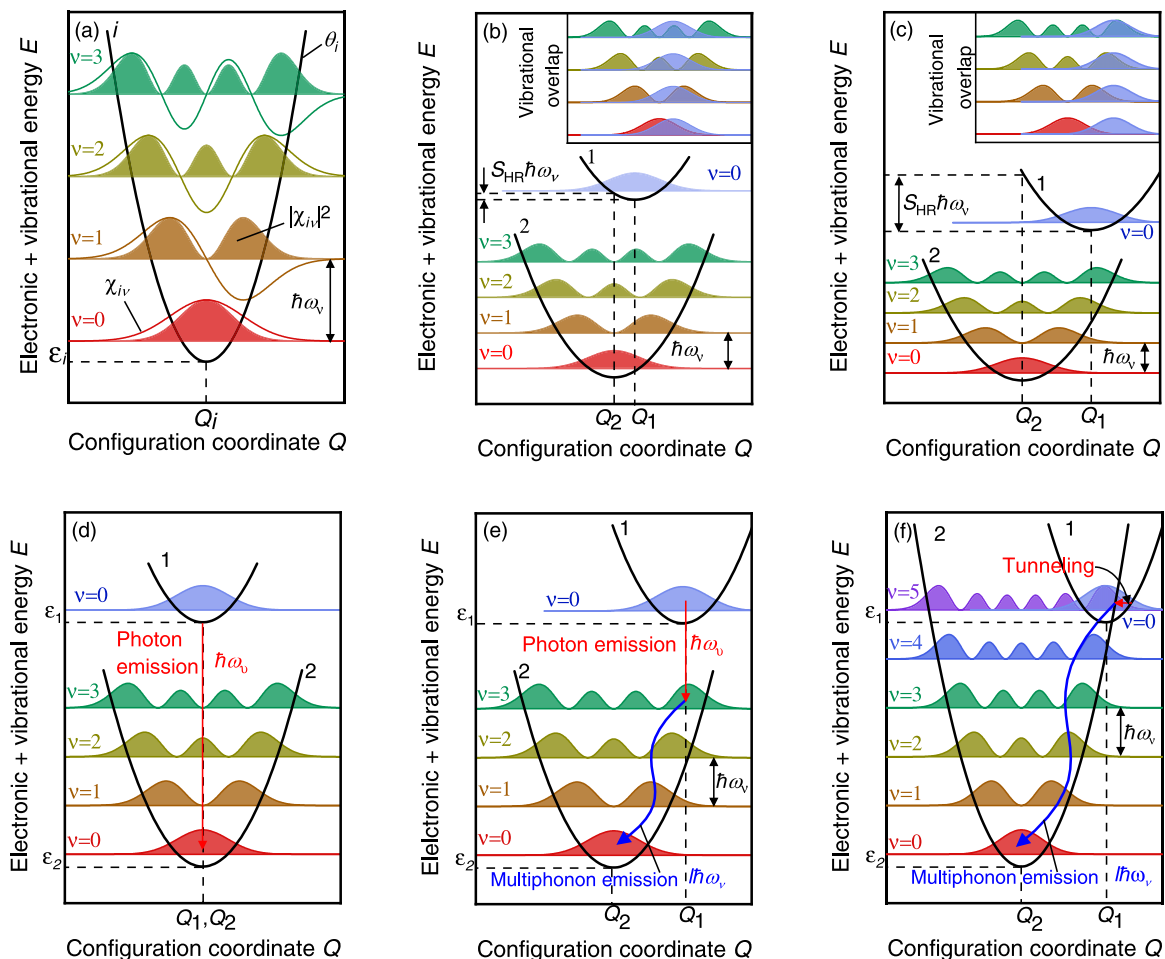 Electronic + vibrational energy E
(a)
i
θi
ν=3
ν=2
ν=1
|χiν|²
χiν
ħων
ν=0
εi
Qi
Configuration coordinate Q
Electronic + vibrational energy E
(b)
Vibrational
overlap
1
SHRħων
ν=0
2
ν=3
ν=2
ν=1
ħων
ν=0
Q2 Q1
Configuration coordinate Q
Electronic + vibrational energy E
(c)
Vibrational
overlap
1
SHRħων
ν=0
2
ν=3
ν=2
ν=1
ħων
ν=0
Q2 Q1
Configuration coordinate Q
Electronic + vibrational energy E
(d)
1
ν=0
ε1
Photon
emission
ħωυ
2
ν=3
ν=2
ν=1
ν=0
ε2
Q1,Q2
Configuration coordinate Q
Elelctronic + vibrational energy E
(e)
1
ν=0
ε1
Photon emission ħωυ
2
ν=3
ν=2
ħων
ν=1
ν=0
ε2
Multiphonon emission lħων
Q2 Q1
Configuration coordinate Q
Electronic + vibrational energy E
(f)
2
1
Tunneling
ν=5
ε1
ν=0
ν=4
ν=3
ħων
ν=2
ν=1
ν=0
ε2
Multiphonon emission lħων
Q2 Q1
Configuration coordinate Q